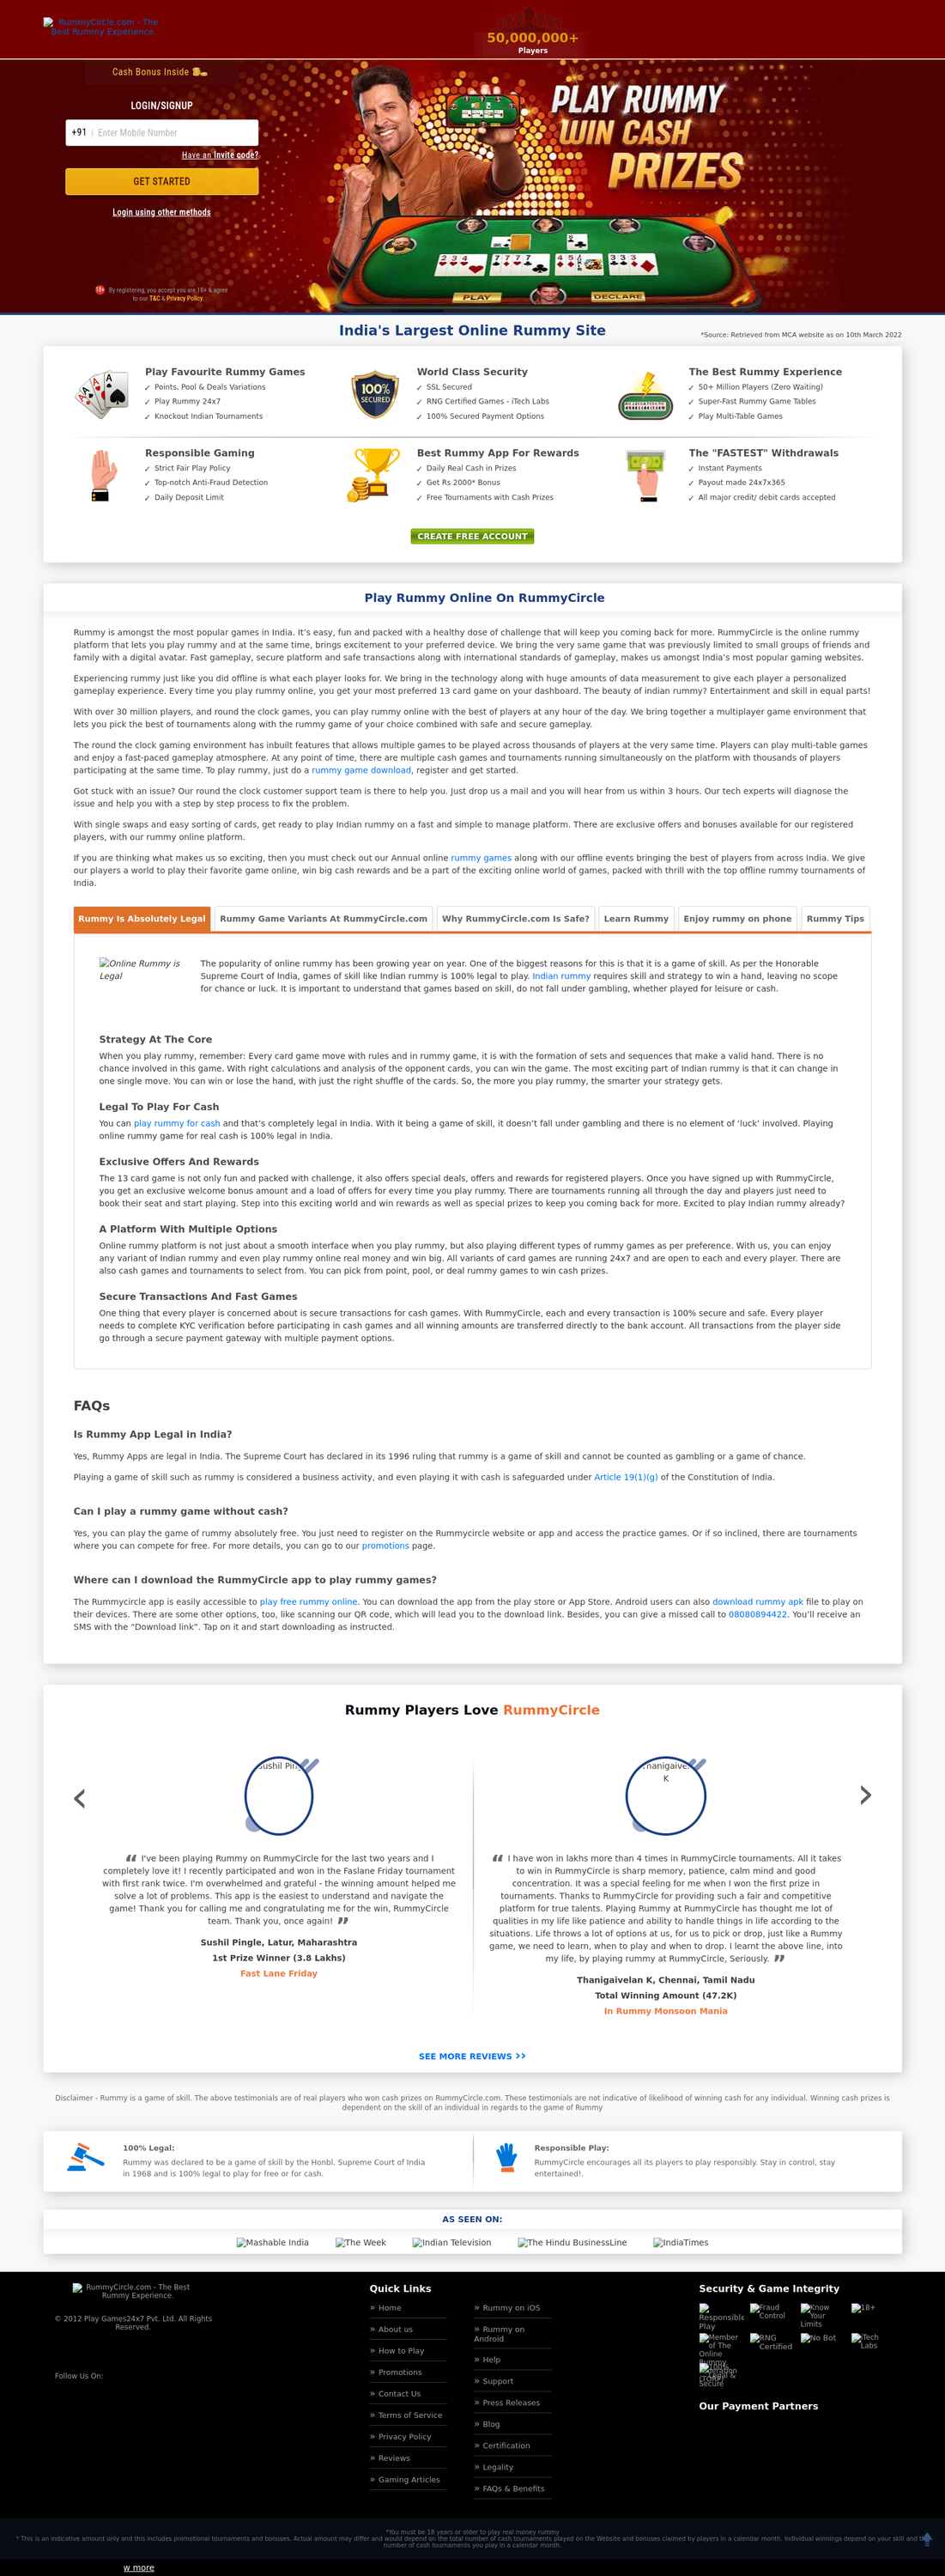 RummyCircle.com - The
Best Rummy Experience.
50,000,000+
Players
Cash Bonus Inside
LOGIN/SIGNUP
+91 | Enter Mobile Number
Have an Invite code?
GET STARTED
Login using other methods
18+ By registering, you accept you are 18+ & agree
to our T&C & Privacy Policy.
PLAY RUMMY
WIN CASH
PRIZES
PLAY
DECLARE
India's Largest Online Rummy Site
*Source: Retrieved from MCA website as on 10th March 2022
Play Favourite Rummy Games
✓ Points, Pool & Deals Variations
✓ Play Rummy 24x7
✓ Knockout Indian Tournaments
100%
SECURED
World Class Security
✓ SSL Secured
✓ RNG Certified Games - iTech Labs
✓ 100% Secured Payment Options
The Best Rummy Experience
✓ 50+ Million Players (Zero Waiting)
✓ Super-Fast Rummy Game Tables
✓ Play Multi-Table Games
Responsible Gaming
✓ Strict Fair Play Policy
✓ Top-notch Anti-Fraud Detection
✓ Daily Deposit Limit
Best Rummy App For Rewards
✓ Daily Real Cash in Prizes
✓ Get Rs 2000* Bonus
✓ Free Tournaments with Cash Prizes
The "FASTEST" Withdrawals
✓ Instant Payments
✓ Payout made 24x7x365
✓ All major credit/ debit cards accepted
CREATE FREE ACCOUNT
Play Rummy Online On RummyCircle
Rummy is amongst the most popular games in India. It's easy, fun and packed with a healthy dose of challenge that will keep you coming back for more. RummyCircle is the online rummy
platform that lets you play rummy and at the same time, brings excitement to your preferred device. We bring the very same game that was previously limited to small groups of friends and
family with a digital avatar. Fast gameplay, secure platform and safe transactions along with international standards of gameplay, makes us amongst India's most popular gaming websites.
Experiencing rummy just like you did offline is what each player looks for. We bring in the technology along with huge amounts of data measurement to give each player a personalized
gameplay experience. Every time you play rummy online, you get your most preferred 13 card game on your dashboard. The beauty of indian rummy? Entertainment and skill in equal parts!
With over 30 million players, and round the clock games, you can play rummy online with the best of players at any hour of the day. We bring together a multiplayer game environment that
lets you pick the best of tournaments along with the rummy game of your choice combined with safe and secure gameplay.
The round the clock gaming environment has inbuilt features that allows multiple games to be played across thousands of players at the very same time. Players can play multi-table games
and enjoy a fast-paced gameplay atmosphere. At any point of time, there are multiple cash games and tournaments running simultaneously on the platform with thousands of players
participating at the same time. To play rummy, just do a rummy game download, register and get started.
Got stuck with an issue? Our round the clock customer support team is there to help you. Just drop us a mail and you will hear from us within 3 hours. Our tech experts will diagnose the
issue and help you with a step by step process to fix the problem.
With single swaps and easy sorting of cards, get ready to play Indian rummy on a fast and simple to manage platform. There are exclusive offers and bonuses available for our registered
players, with our rummy online platform.
If you are thinking what makes us so exciting, then you must check out our Annual online rummy games along with our offline events bringing the best of players from across India. We give
our players a world to play their favorite game online, win big cash rewards and be a part of the exciting world of online games, packed with thrill with the top offline rummy tournaments of
India.
Rummy Is Absolutely Legal
Rummy Game Variants At RummyCircle.com
Why RummyCircle.com Is Safe?
Learn Rummy
Enjoy rummy on phone
Rummy Tips
Online Rummy is
Legal
The popularity of online rummy has been growing year on year. One of the biggest reasons for this is that it is a game of skill. As per the Honorable
Supreme Court of India, games of skill like Indian rummy is 100% legal to play. Indian rummy requires skill and strategy to win a hand, leaving no scope
for chance or luck. It is important to understand that games based on skill, do not fall under gambling, whether played for leisure or cash.
Strategy At The Core
When you play rummy, remember: Every card game move with rules and in rummy game, it is with the formation of sets and sequences that make a valid hand. There is no
chance involved in this game. With right calculations and analysis of the opponent cards, you can win the game. The most exciting part of Indian rummy is that it can change in
one single move. You can win or lose the hand, with just the right shuffle of the cards. So, the more you play rummy, the smarter your strategy gets.
Legal To Play For Cash
You can play rummy for cash and that's completely legal in India. With it being a game of skill, it doesn't fall under gambling and there is no element of 'luck' involved. Playing
online rummy game for real cash is 100% legal in India.
Exclusive Offers And Rewards
The 13 card game is not only fun and packed with challenge, it also offers special deals, offers and rewards for registered players. Once you have signed up with RummyCircle,
you get an exclusive welcome bonus amount and a load of offers for every time you play rummy. There are tournaments running all through the day and players just need to
book their seat and start playing. Step into this exciting world and win rewards as well as special prizes to keep you coming back for more. Excited to play Indian rummy already?
A Platform With Multiple Options
Online rummy platform is not just about a smooth interface when you play rummy, but also playing different types of rummy games as per preference. With us, you can enjoy
any variant of Indian rummy and even play rummy online real money and win big. All variants of card games are running 24x7 and are open to each and every player. There are
also cash games and tournaments to select from. You can pick from point, pool, or deal rummy games to win cash prizes.
Secure Transactions And Fast Games
One thing that every player is concerned about is secure transactions for cash games. With RummyCircle, each and every transaction is 100% secure and safe. Every player
needs to complete KYC verification before participating in cash games and all winning amounts are transferred directly to the bank account. All transactions from the player side
go through a secure payment gateway with multiple payment options.
FAQs
Is Rummy App Legal in India?
Yes, Rummy Apps are legal in India. The Supreme Court has declared in its 1996 ruling that rummy is a game of skill and cannot be counted as gambling or a game of chance.
Playing a game of skill such as rummy is considered a business activity, and even playing it with cash is safeguarded under Article 19(1)(g) of the Constitution of India.
Can I play a rummy game without cash?
Yes, you can play the game of rummy absolutely free. You just need to register on the Rummycircle website or app and access the practice games. Or if so inclined, there are tournaments
where you can compete for free. For more details, you can go to our promotions page.
Where can I download the RummyCircle app to play rummy games?
The Rummycircle app is easily accessible to play free rummy online. You can download the app from the play store or App Store. Android users can also download rummy apk file to play on
their devices. There are some other options, too, like scanning our QR code, which will lead you to the download link. Besides, you can give a missed call to 08080894422. You'll receive an
SMS with the “Download link”. Tap on it and start downloading as instructed.
Rummy Players Love RummyCircle
Sushil Ping
hanigaivel
K
“ I've been playing Rummy on RummyCircle for the last two years and I
completely love it! I recently participated and won in the Faslane Friday tournament
with first rank twice. I'm overwhelmed and grateful - the winning amount helped me
solve a lot of problems. This app is the easiest to understand and navigate the
game! Thank you for calling me and congratulating me for the win, RummyCircle
team. Thank you, once again! ”
Sushil Pingle, Latur, Maharashtra
1st Prize Winner (3.8 Lakhs)
Fast Lane Friday
“ I have won in lakhs more than 4 times in RummyCircle tournaments. All it takes
to win in RummyCircle is sharp memory, patience, calm mind and good
concentration. It was a special feeling for me when I won the first prize in
tournaments. Thanks to RummyCircle for providing such a fair and competitive
platform for true talents. Playing Rummy at RummyCircle has thought me lot of
qualities in my life like patience and ability to handle things in life according to the
situations. Life throws a lot of options at us, for us to pick or drop, just like a Rummy
game, we need to learn, when to play and when to drop. I learnt the above line, into
my life, by playing rummy at RummyCircle, Seriously. ”
Thanigaivelan K, Chennai, Tamil Nadu
Total Winning Amount (47.2K)
In Rummy Monsoon Mania
SEE MORE REVIEWS
Disclaimer - Rummy is a game of skill. The above testimonials are of real players who won cash prizes on RummyCircle.com. These testimonials are not indicative of likelihood of winning cash for any individual. Winning cash prizes is
dependent on the skill of an individual in regards to the game of Rummy
100% Legal:
Rummy was declared to be a game of skill by the Honbl. Supreme Court of India
in 1968 and is 100% legal to play for free or for cash.
Responsible Play:
RummyCircle encourages all its players to play responsibly. Stay in control, stay
entertained!.
AS SEEN ON:
Mashable India
The Week
Indian Television
The Hindu BusinessLine
IndiaTimes
RummyCircle.com - The Best
Rummy Experience.
© 2012 Play Games24x7 Pvt. Ltd. All Rights
Reserved.
Follow Us On:
Quick Links
» Home
» About us
» How to Play
» Promotions
» Contact Us
» Terms of Service
» Privacy Policy
» Reviews
» Gaming Articles
» Rummy on iOS
» Rummy on
Android
» Help
» Support
» Press Releases
» Blog
» Certification
» Legality
» FAQs & Benefits
Security & Game Integrity
Responsible
Play
Fraud
Control
Know
Your
Limits
18+
Member
of The
Online
Rummy
RNG
Certified
No Bot
iTech
Labs
Legal &
Secure
Our Payment Partners
*You must be 18 years or older to play real money rummy
* This is an indicative amount only and this includes promotional tournaments and bonuses. Actual amount may differ and would depend on the total number of cash tournaments played on the Website and bonuses claimed by players in a calendar month. Individual winnings depend on your skill and the
number of cash tournaments you play in a calendar month.
w more